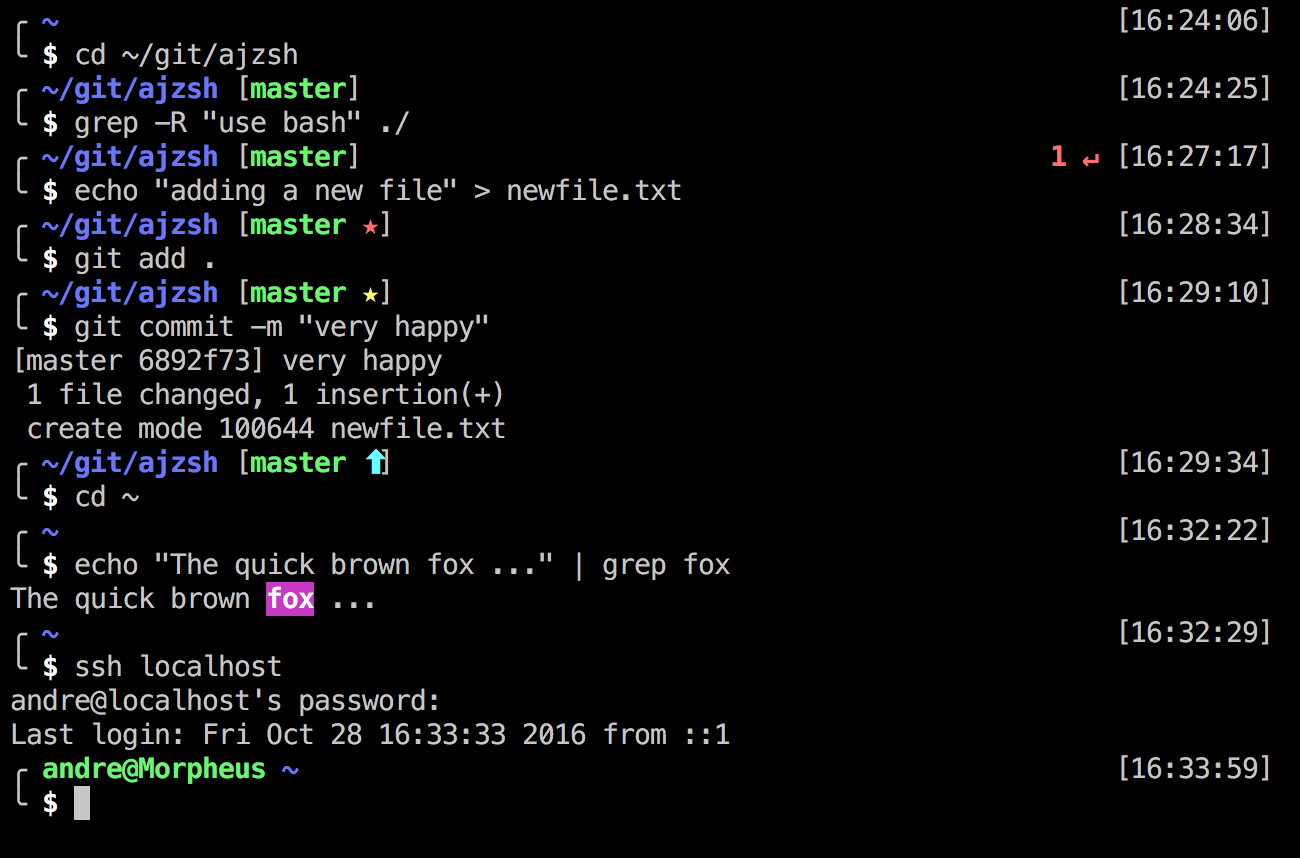 ╭ ~ [16:24:06]
╰ $ cd ~/git/ajzsh
╭ ~/git/ajzsh [master] [16:24:25]
╰ $ grep -R "use bash" ./
╭ ~/git/ajzsh [master] 1 ↵ [16:27:17]
╰ $ echo "adding a new file" > newfile.txt
╭ ~/git/ajzsh [master ★] [16:28:34]
╰ $ git add .
╭ ~/git/ajzsh [master ★] [16:29:10]
╰ $ git commit -m "very happy"
[master 6892f73] very happy
 1 file changed, 1 insertion(+)
 create mode 100644 newfile.txt
╭ ~/git/ajzsh [master ⬆] [16:29:34]
╰ $ cd ~
╭ ~ [16:32:22]
╰ $ echo "The quick brown fox ..." | grep fox
The quick brown fox ...
╭ ~ [16:32:29]
╰ $ ssh localhost
andre@localhost's password:
Last login: Fri Oct 28 16:33:33 2016 from ::1
╭ andre@Morpheus ~ [16:33:59]
╰ $